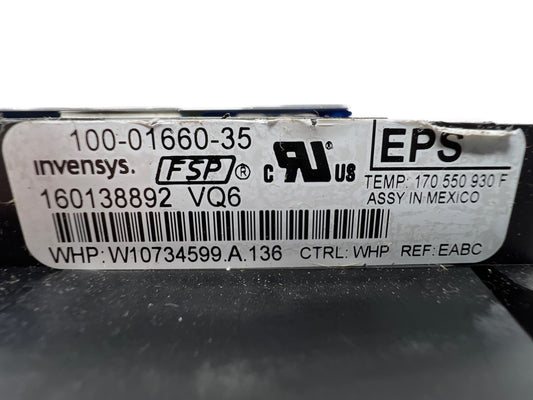 100-01660-35
invensys. FSP® c RU® US
160138892 VQ6
EPS
TEMP: 170 550 930 F
ASSY IN MEXICO
WHP: W10734599.A.136 CTRL: WHP REF: EABC